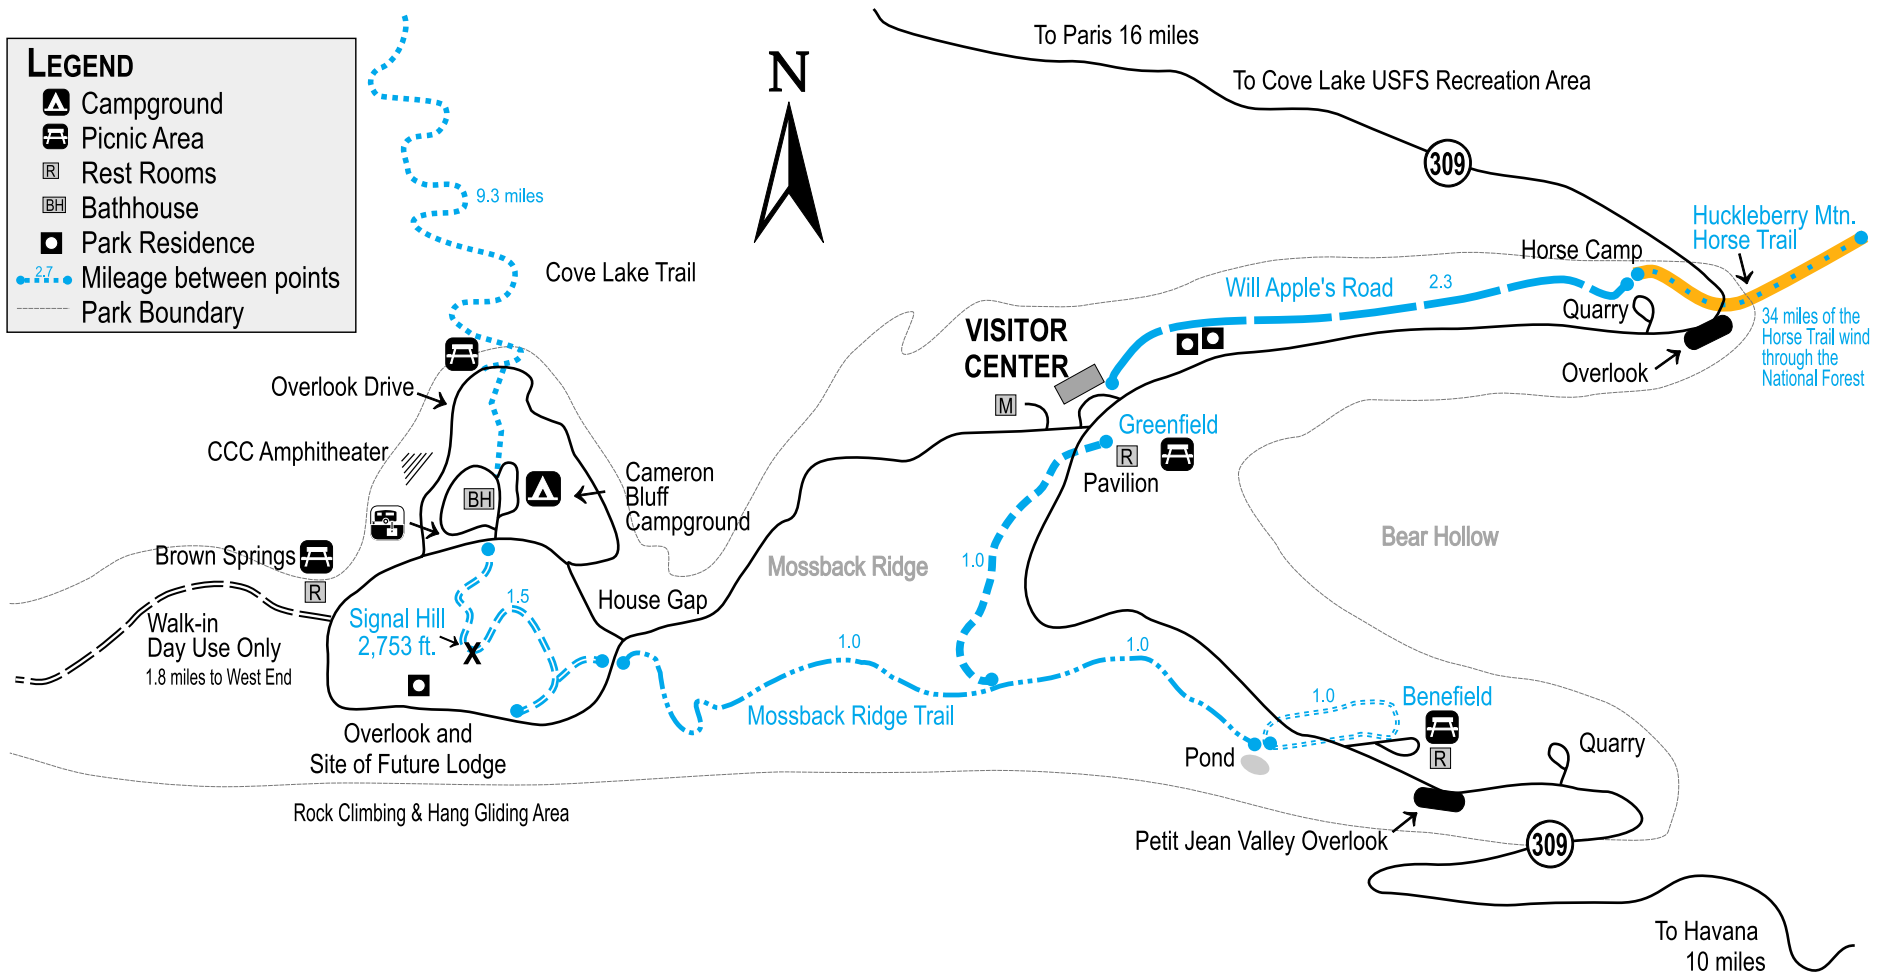 LEGEND
Campground
Picnic Area
R Rest Rooms
BH Bathhouse
Park Residence
2.7 Mileage between points
Park Boundary
N
To Paris 16 miles
To Cove Lake USFS Recreation Area
309
9.3 miles
Cove Lake Trail
Huckleberry Mtn.
Horse Trail
Horse Camp
Will Apple's Road
2.3
Quarry
34 miles of the
Horse Trail wind
through the
National Forest
Overlook
VISITOR
CENTER
M
Greenfield
R
Pavilion
Overlook Drive
CCC Amphitheater
BH
Cameron
Bluff
Campground
Brown Springs
R
Walk-in
Day Use Only
1.8 miles to West End
Signal Hill
2,753 ft.
X
1.5
House Gap
Mossback Ridge
1.0
Bear Hollow
1.0
1.0
Mossback Ridge Trail
Overlook and
Site of Future Lodge
Rock Climbing & Hang Gliding Area
1.0
Benefield
R
Pond
Quarry
Petit Jean Valley Overlook
309
To Havana
10 miles